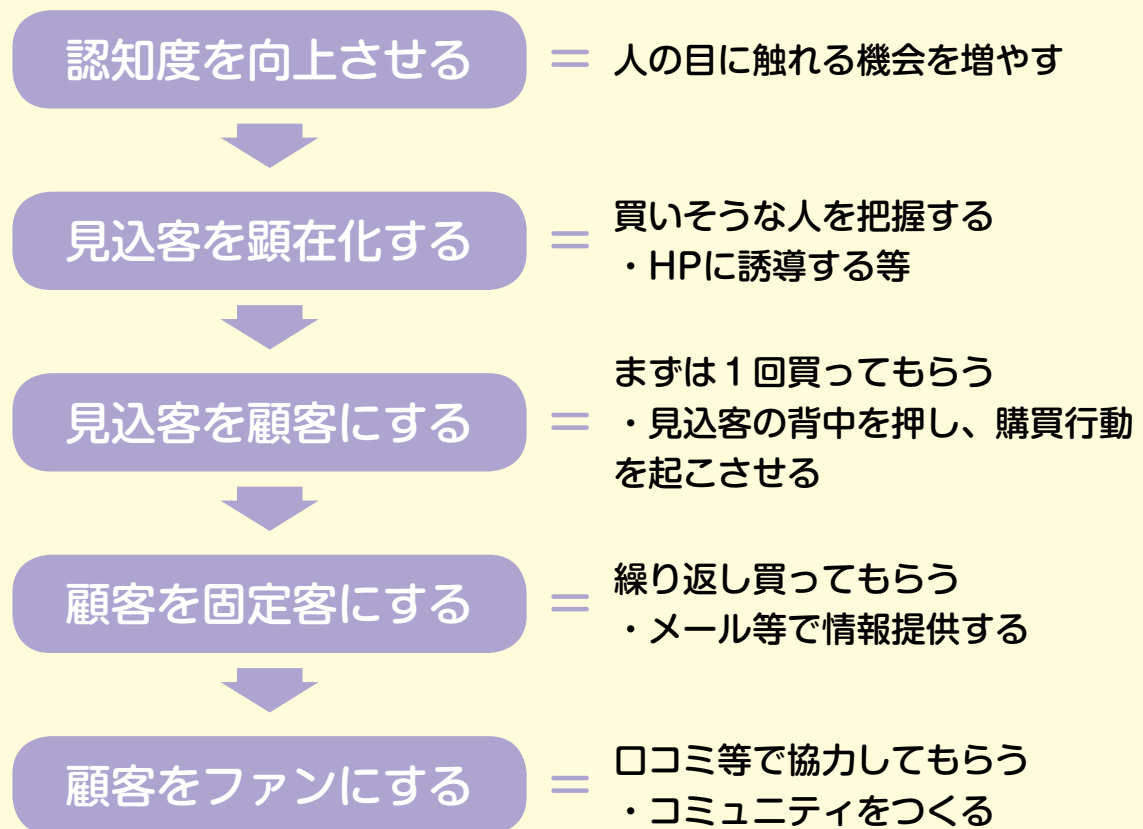 認知度を向上させる
=
人の目に触れる機会を増やす
見込客を顕在化する
=
買いそうな人を把握する
・HPに誘導する等
見込客を顧客にする
=
まずは1回買ってもらう
・見込客の背中を押し、購買行動
を起こさせる
顧客を固定客にする
=
繰り返し買ってもらう
・メール等で情報提供する
顧客をファンにする
=
口コミ等で協力してもらう
・コミュニティをつくる